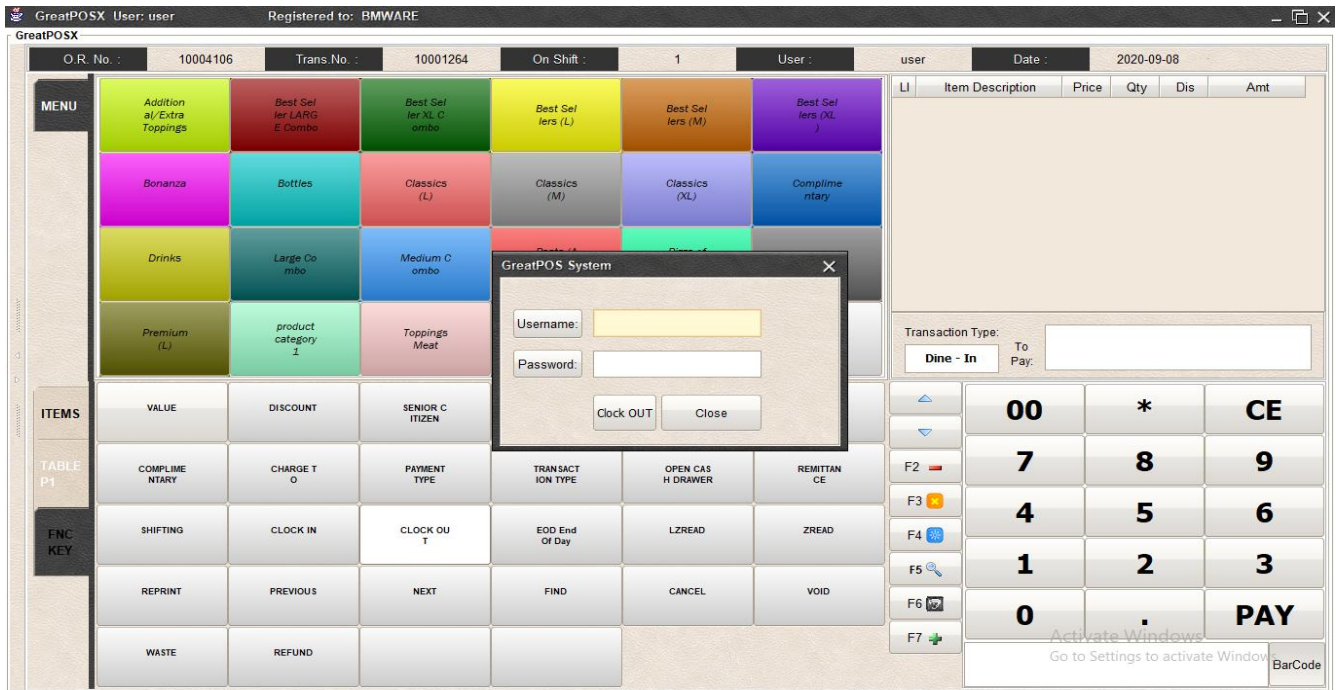 GreatPOSX User: user Registered to: BMWARE
GreatPOSX
O.R. No. : 10004106 Trans.No. : 10001264 On Shift : 1 User : user Date : 2020-09-08
MENU
Addition
al/Extra
Toppings
Best Sel
ler LARG
E Combo
Best Sel
ler XL C
ombo
Best Sel
lers (L)
Best Sel
lers (M)
Best Sel
lers (XL
)
Bonanza
Bottles
Classics
(L)
Classics
(M)
Classics
(XL)
Complime
ntary
Drinks
Large Co
mbo
Medium C
ombo
Premium
(L)
product
category
1
Toppings
Meat
LI Item Description Price Qty Dis Amt
GreatPOS System
Username:
Password:
Clock OUT Close
Transaction Type:
Dine - In
To
Pay:
ITEMS
TABLE
P1
FNC
KEY
VALUE
DISCOUNT
SENIOR C
ITIZEN
COMPLIME
NTARY
CHARGE T
O
PAYMENT
TYPE
TRANSACT
ION TYPE
OPEN CAS
H DRAWER
REMITTAN
CE
SHIFTING
CLOCK IN
CLOCK OU
T
EOD End
Of Day
LZREAD
ZREAD
REPRINT
PREVIOUS
NEXT
FIND
CANCEL
VOID
WASTE
REFUND
F2
F3
F4
F5
F6
F7
00 * CE
7 8 9
4 5 6
1 2 3
0 . PAY
Activate Windows
Go to Settings to activate Windows
BarCode